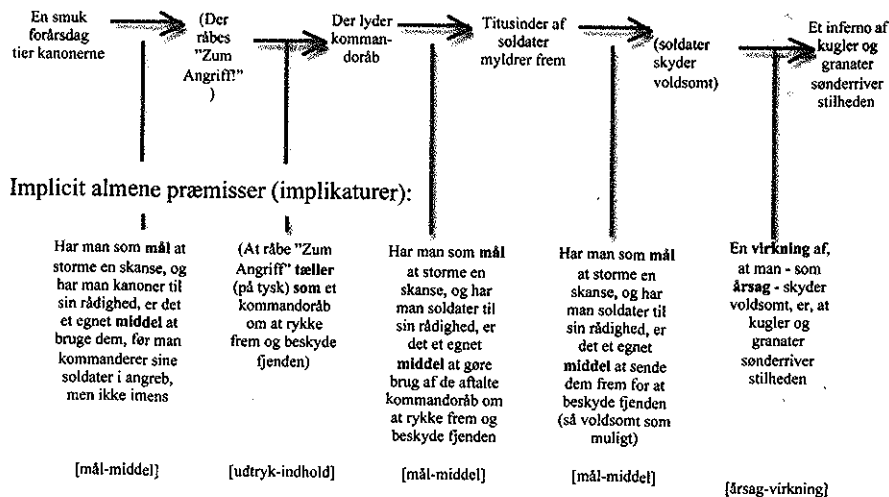 En smuk
forårsdag
tier kanonerne
(Der
råbes
"Zum
Angriff!"
)
Der lyder
komman-
doråb
Titusinder af
soldater
myldrer frem
(soldater
skyder
voldsomt)
Et inferno af
kugler og
granater
sønderriver
stilheden
Implicit almene præmisser (implikaturer):
Har man som mål at
storme en skanse, og
har man kanoner til
sin rådighed, er det
et egnet middel at
bruge dem, før man
kommanderer sine
soldater i angreb,
men ikke imens
[mål-middel]
(At råbe "Zum
Angriff" tæller
(på tysk) som et
kommandoråb
om at rykke
frem og beskyde
fjenden)
[udtryk-indhold]
Har man som mål
at storme en
skanse, og har
man soldater til
sin rådighed, er
det et egnet
middel at gøre
brug af de aftalte
kommandoråb om
at rykke frem og
beskyde fjenden
[mål-middel]
Har man som mål
at storme en
skanse, og har
man soldater til
sin rådighed, er
det et egnet
middel at sende
dem frem for at
beskyde fjenden
(så voldsomt som
muligt)
[mål-middel]
En virkning af,
at man - som
årsag - skyder
voldsomt, er, at
kugler og
granater
sønderriver
stilheden
[årsag-virkning]